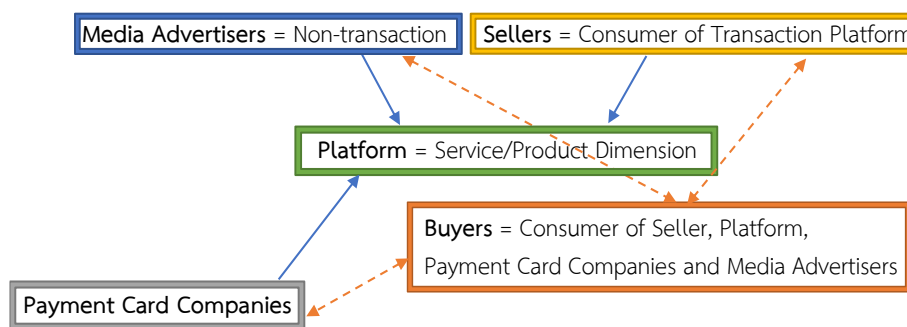 Media Advertisers = Non-transaction
Sellers = Consumer of Transaction Platform
Platform = Service/Product Dimension
Buyers = Consumer of Seller, Platform,
Payment Card Companies and Media Advertisers
Payment Card Companies